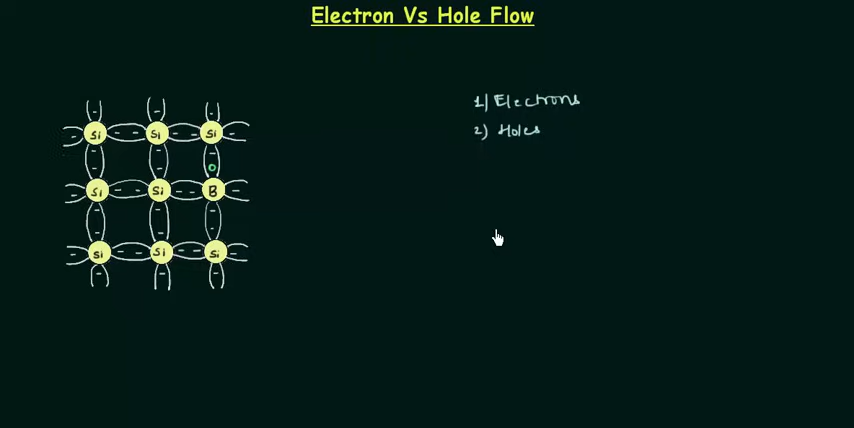 Electron Vs Hole Flow
1) Electrons
2) Holes
Si Si Si
Si Si B
Si Si Si